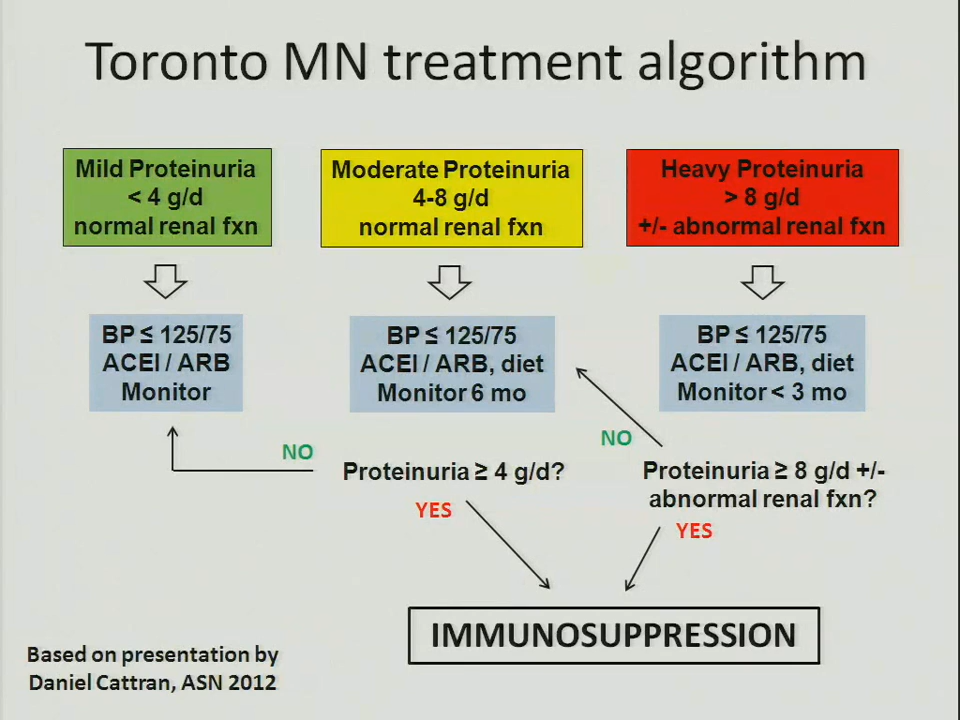 Toronto MN treatment algorithm
Mild Proteinuria
< 4 g/d
normal renal fxn
Moderate Proteinuria
4-8 g/d
normal renal fxn
Heavy Proteinuria
> 8 g/d
+/- abnormal renal fxn
BP ≤ 125/75
ACEI / ARB
Monitor
BP ≤ 125/75
ACEI / ARB, diet
Monitor 6 mo
BP ≤ 125/75
ACEI / ARB, diet
Monitor < 3 mo
NO
Proteinuria ≥ 4 g/d?
YES
NO
Proteinuria ≥ 8 g/d +/-
abnormal renal fxn?
YES
IMMUNOSUPPRESSION
Based on presentation by
Daniel Cattran, ASN 2012